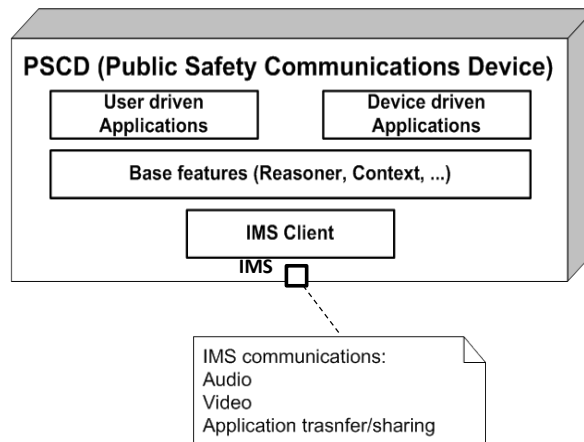 PSCD (Public Safety Communications Device)
User driven
Applications
Device driven
Applications
Base features (Reasoner, Context, ...)
IMS Client
IMS
IMS communications:
Audio
Video
Application trasnfer/sharing